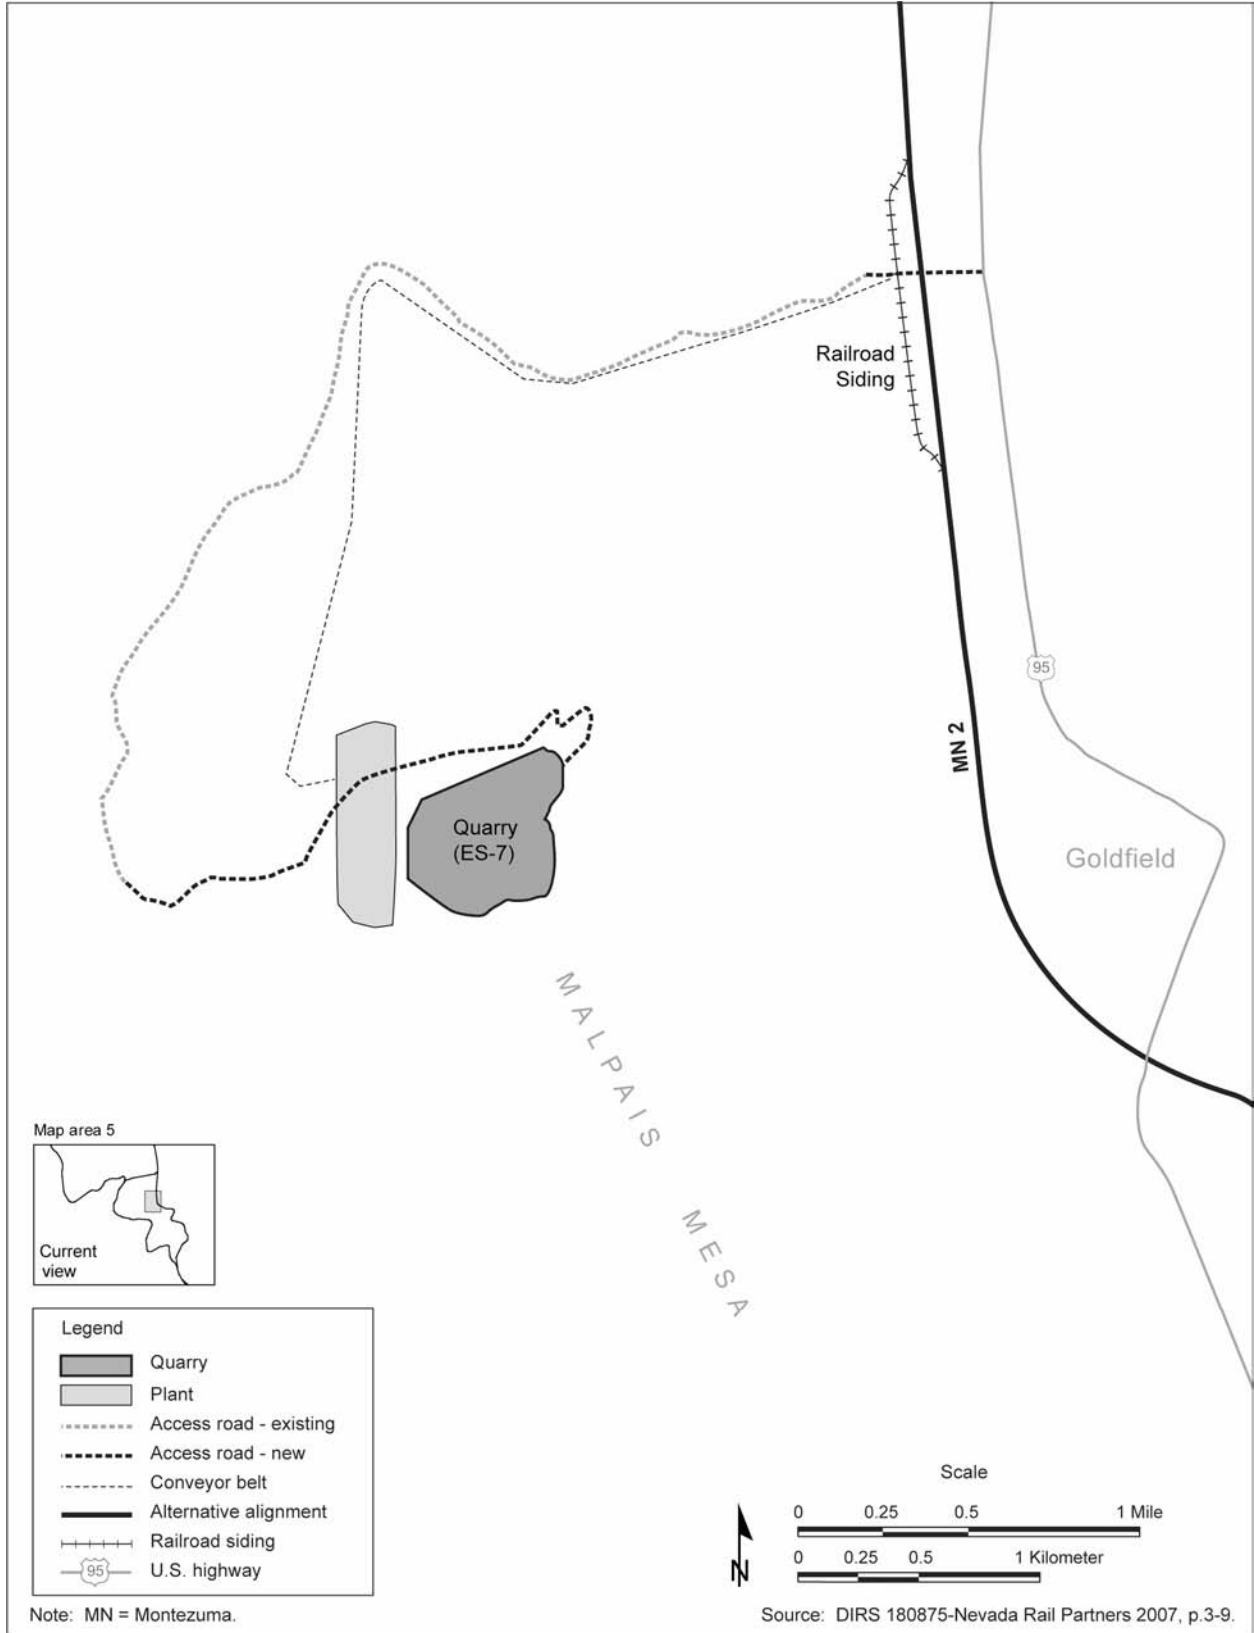 Railroad
Siding
95
MN 2
Quarry
(ES-7)
Goldfield
MALPAIS MESA
Map area 5
Current
view
Legend
Quarry
Plant
Access road - existing
Access road - new
Conveyor belt
Alternative alignment
Railroad siding
95 U.S. highway
Scale
0 0.25 0.5 1 Mile
0 0.25 0.5 1 Kilometer
N
Note: MN = Montezuma.
Source: DIRS 180875-Nevada Rail Partners 2007, p.3-9.